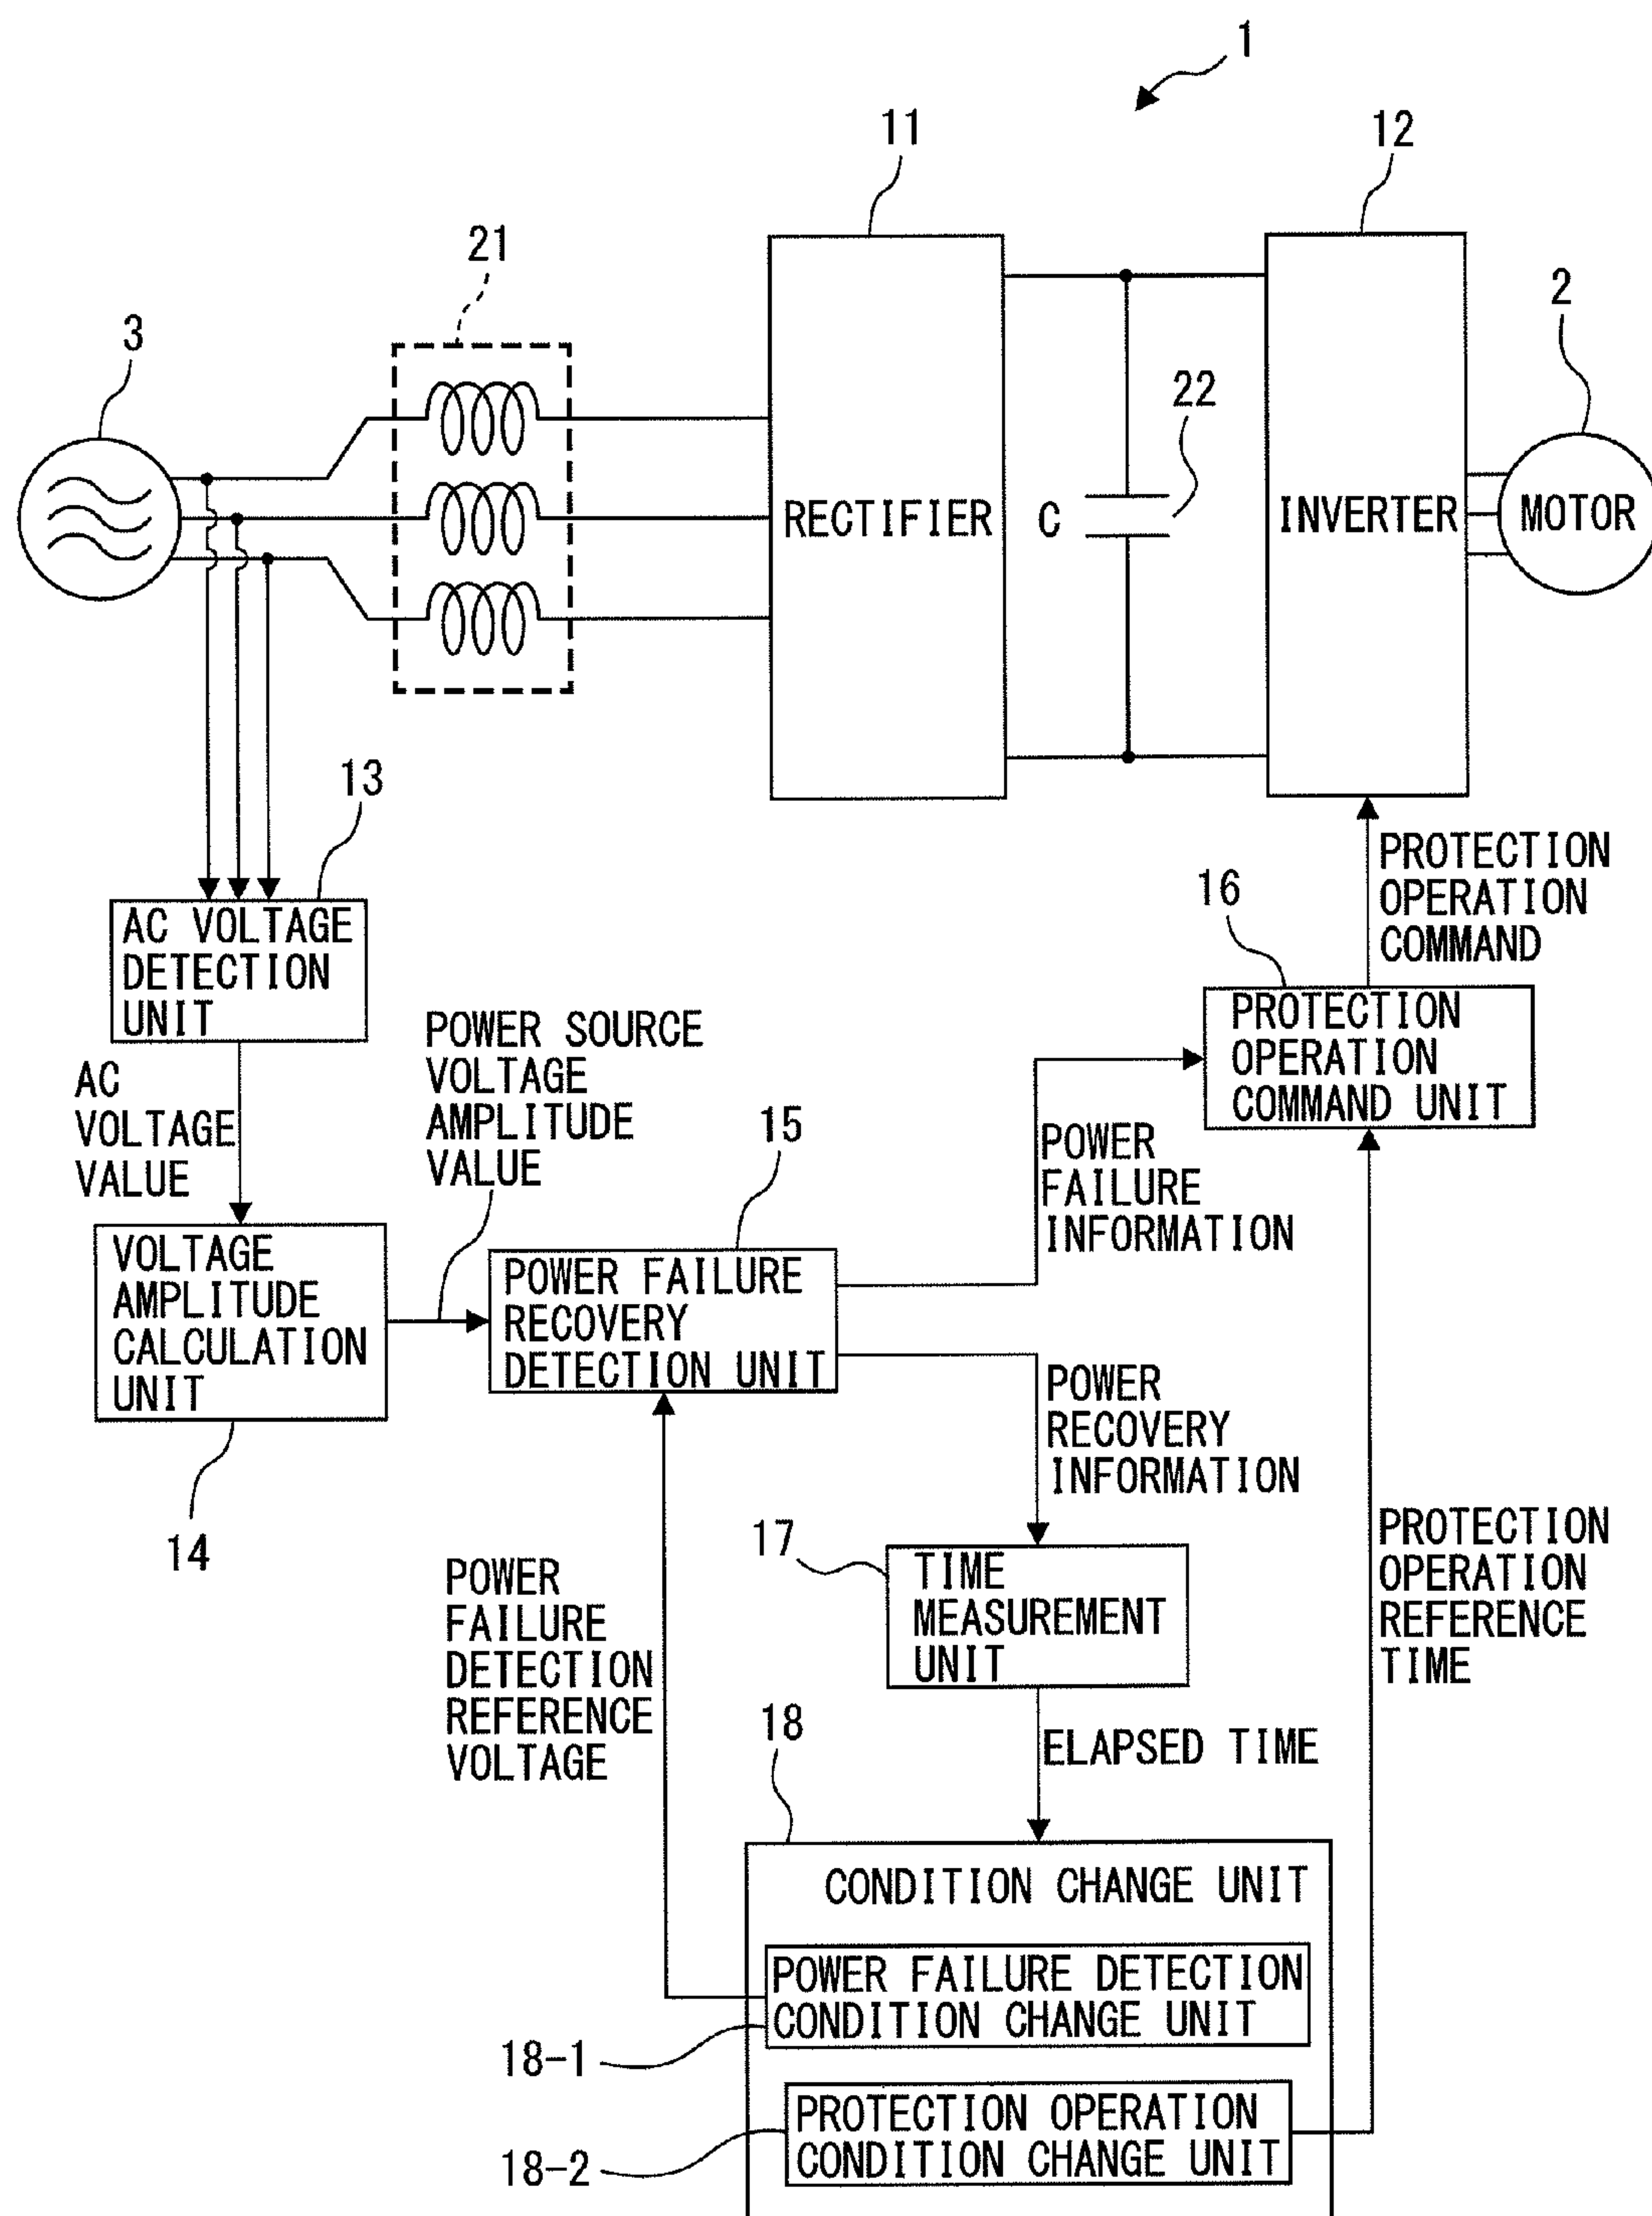 1
11
12
21
2
3
22
RECTIFIER
C
INVERTER
MOTOR
13
AC VOLTAGE
DETECTION
UNIT
PROTECTION
OPERATION
COMMAND
16
PROTECTION
OPERATION
COMMAND UNIT
AC
VOLTAGE
VALUE
POWER SOURCE
VOLTAGE
AMPLITUDE
VALUE
15
POWER
FAILURE
INFORMATION
VOLTAGE
AMPLITUDE
CALCULATION
UNIT
14
POWER FAILURE
RECOVERY
DETECTION UNIT
POWER
RECOVERY
INFORMATION
17
TIME
MEASUREMENT
UNIT
POWER
FAILURE
DETECTION
REFERENCE
VOLTAGE
PROTECTION
OPERATION
REFERENCE
TIME
18
ELAPSED TIME
CONDITION CHANGE UNIT
POWER FAILURE DETECTION
CONDITION CHANGE UNIT
18-1
PROTECTION OPERATION
CONDITION CHANGE UNIT
18-2